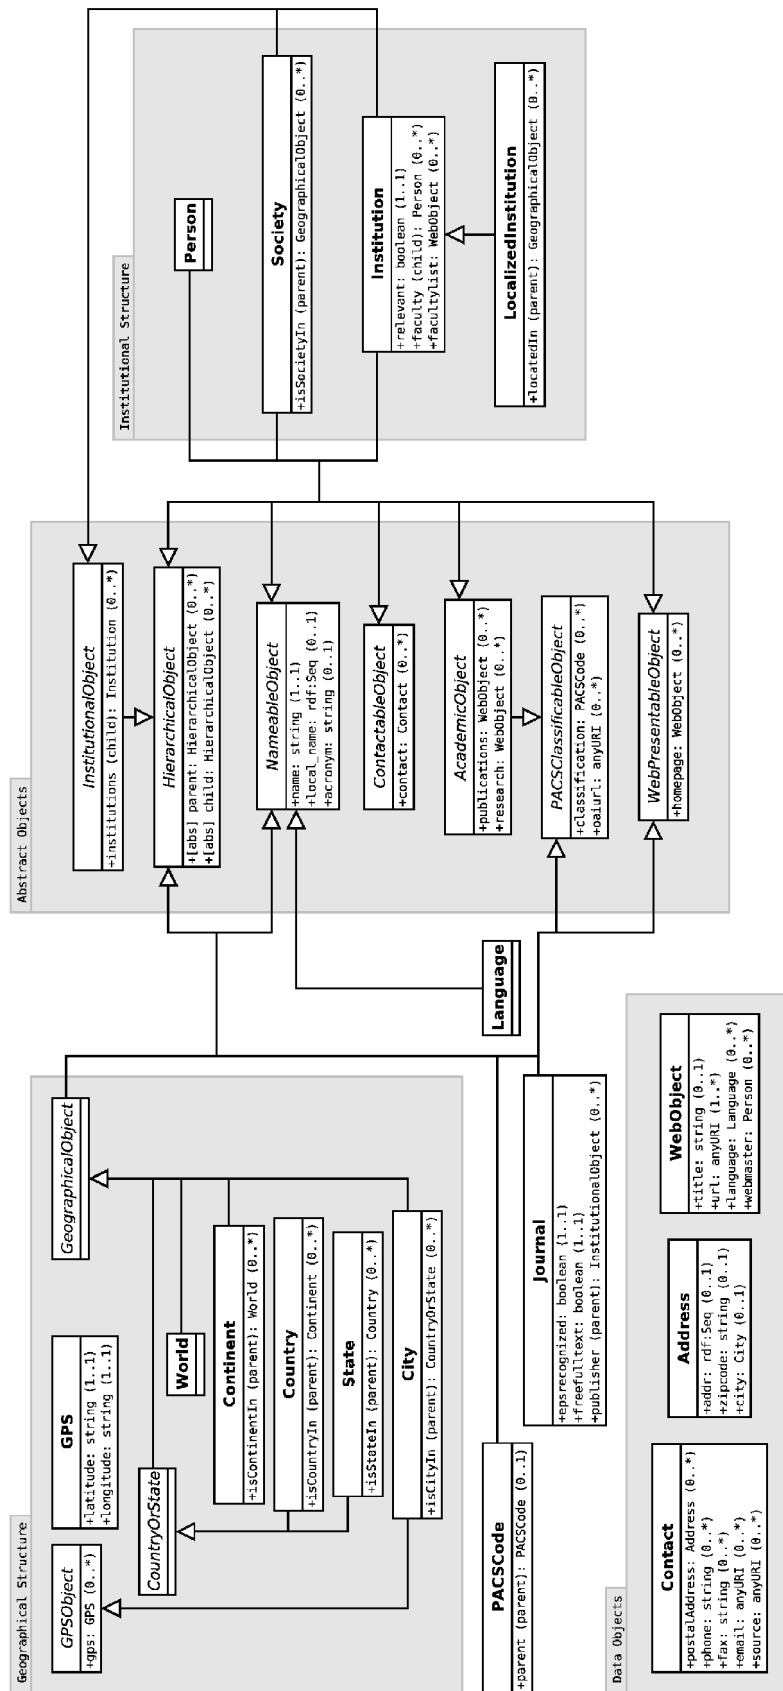 Geographical Structure
GPSObject
+gps: GPS (0..*)
GPS
+latitude: string (1..1)
+longitude: string (1..1)
GeographicalObject
CountryOrState
World
Continent
+isContinentIn (parent): World (0..*)
Country
+isCountryIn (parent): Continent (0..*)
State
+isStateIn (parent): Country (0..*)
City
+isCityIn (parent): CountryOrState (0..*)
PACSCode
+parent (parent): PACSCode (0..1)
Journal
+epsrecognized: boolean (1..1)
+freefulltext: boolean (1..1)
+publisher (parent): InstitutionalObject (0..*)
Language
Data Objects
Contact
+postalAddress: Address (0..*)
+phone: string (0..*)
+fax: string (0..*)
+email: anyURI (0..*)
+source: anyURI (0..*)
Address
+addr: rdf:Seq (0..1)
+zipcode: string (0..1)
+city: City (0..1)
WebObject
+title: string (0..1)
+url: anyURI (1..*)
+language: Language (0..*)
+webmaster: Person (0..*)
Abstract Objects
InstitutionalObject
+institutions (child): Institution (0..*)
HierarchicalObject
+[abs] parent: HierarchicalObject (0..*)
+[abs] child: HierarchicalObject (0..*)
NameableObject
+name: string (1..1)
+local_name: rdf:Seq (0..1)
+acronym: string (0..1)
ContactableObject
+contact: Contact (0..*)
AcademicObject
+publications: WebObject (0..*)
+research: WebObject (0..*)
PACSClassificableObject
+classification: PACSCode (0..*)
+oaiurl: anyURI (0..*)
WebPresentableObject
+homepage: WebObject (0..*)
Institutional Structure
Person
Society
+isSocietyIn (parent): GeographicalObject (0..*)
Institution
+relevant: boolean (1..1)
+faculty (child): Person (0..*)
+facultylist: WebObject (0..*)
LocalizedInstitution
+locatedIn (parent): GeographicalObject (0..*)